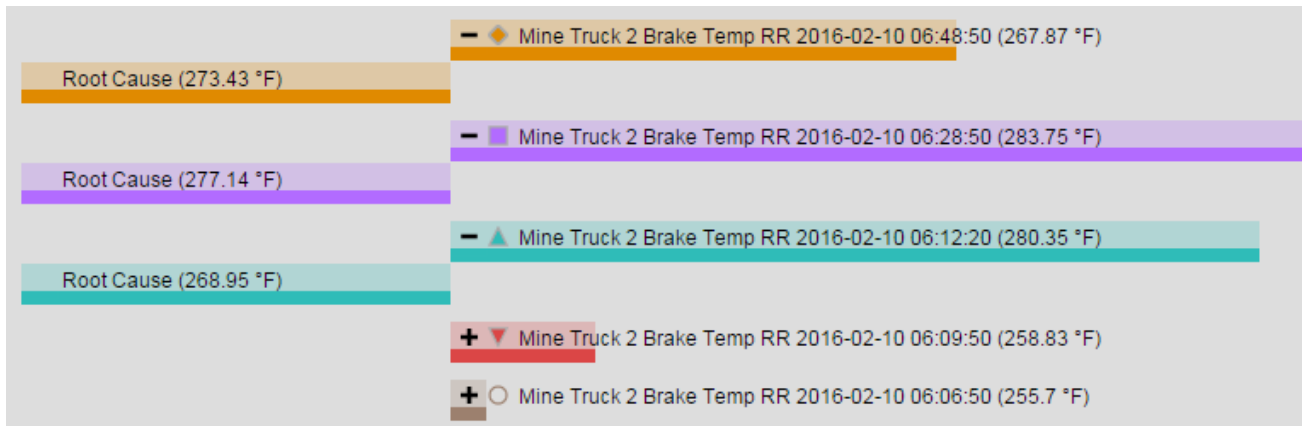 Mine Truck 2 Brake Temp RR 2016-02-10 06:48:50 (267.87 °F)
Root Cause (273.43 °F)
Mine Truck 2 Brake Temp RR 2016-02-10 06:28:50 (283.75 °F)
Root Cause (277.14 °F)
Mine Truck 2 Brake Temp RR 2016-02-10 06:12:20 (280.35 °F)
Root Cause (268.95 °F)
Mine Truck 2 Brake Temp RR 2016-02-10 06:09:50 (258.83 °F)
Mine Truck 2 Brake Temp RR 2016-02-10 06:06:50 (255.7 °F)